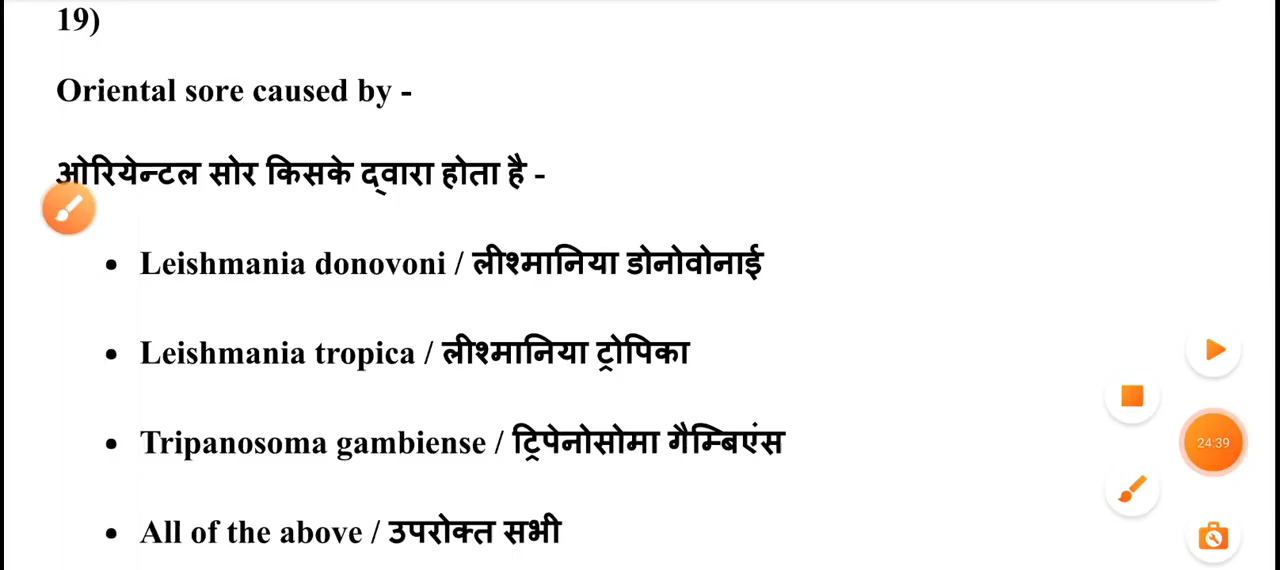 19)
Oriental sore caused by -
ओरियेन्टल सोर किसके द्वारा होता है -
• Leishmania donovoni / लीश्मानिया डोनोवोनाई
• Leishmania tropica / लीश्मानिया ट्रोपिका
• Tripanosoma gambiense / ट्रिपेनोसोमा गैम्बिएंस
24:39
• All of the above / उपरोक्त सभी